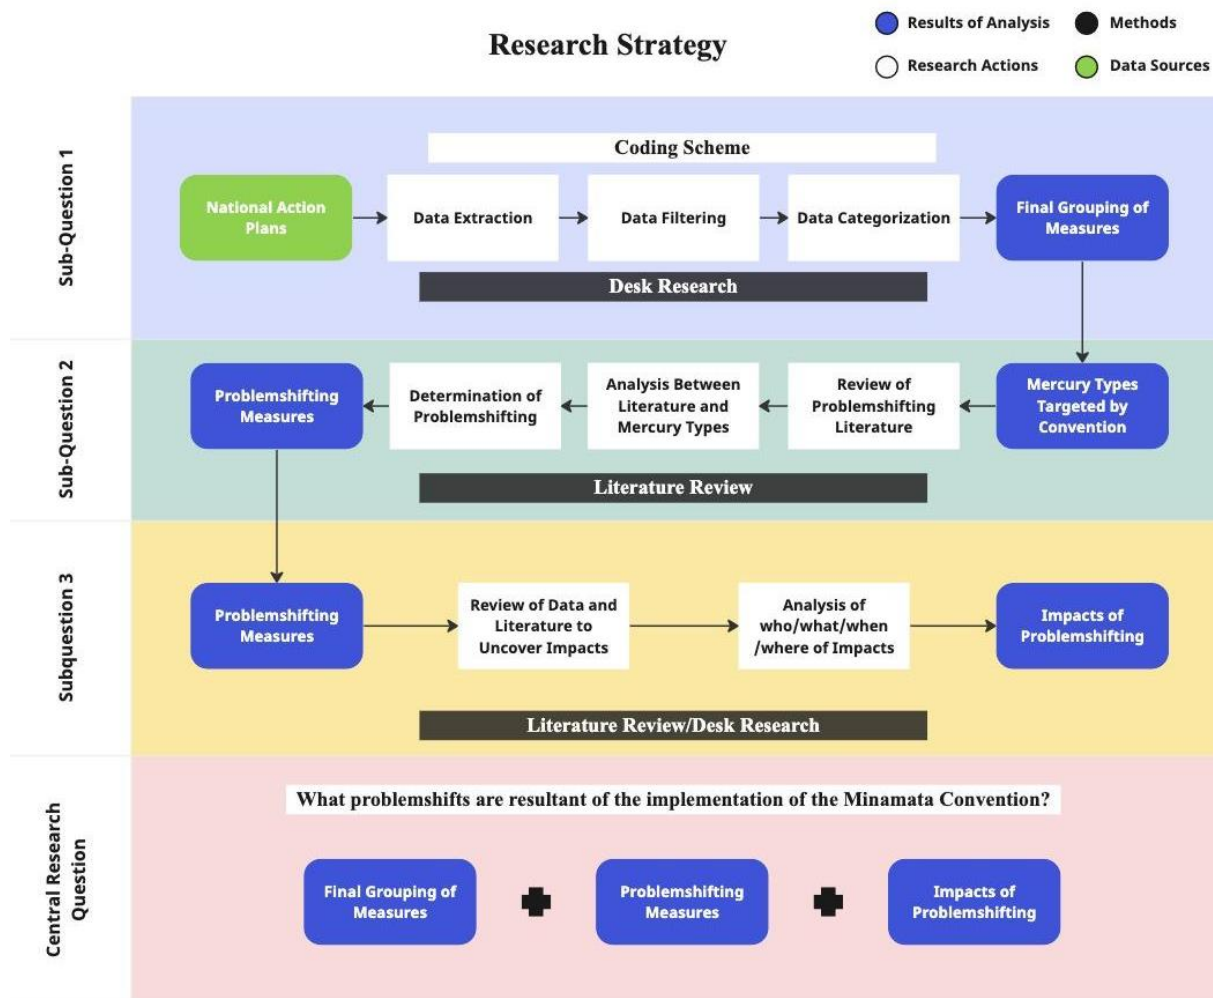 Research Strategy
Results of Analysis
Methods
Research Actions
Data Sources
Sub-Question 1
Coding Scheme
National Action
Plans
Data Extraction
Data Filtering
Data Categorization
Final Grouping of
Measures
Desk Research
Sub-Question 2
Problemshifting
Measures
Determination of
Problemshifting
Analysis Between
Literature and
Mercury Types
Review of
Problemshifting
Literature
Mercury Types
Targeted by
Convention
Literature Review
Subquestion 3
Problemshifting
Measures
Review of Data and
Literature to
Uncover Impacts
Analysis of
who/what/when
/where of Impacts
Impacts of
Problemshifting
Literature Review/Desk Research
Central Research
Question
What problemshifts are resultant of the implementation of the Minamata Convention?
Final Grouping of
Measures
Problemshifting
Measures
Impacts of
Problemshifting